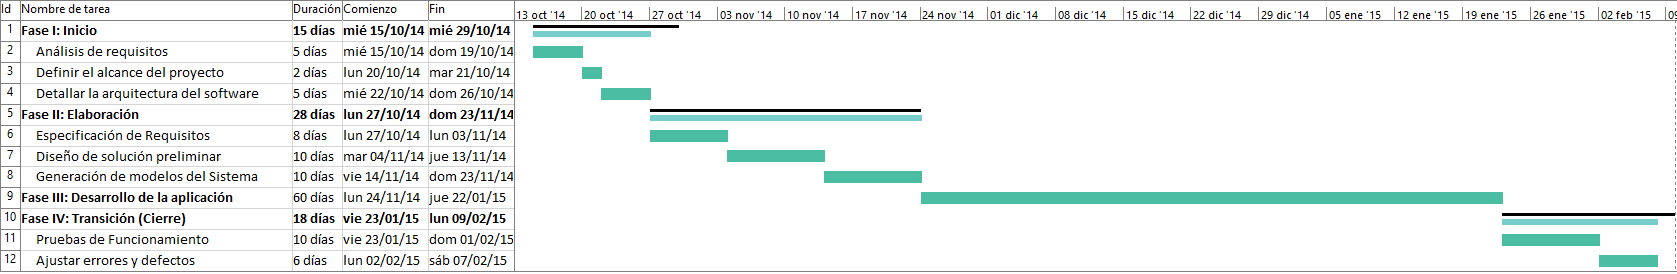 Id Nombre de tarea Duración Comienzo Fin 13 oct '14 20 oct '14 27 oct '14 03 nov '14 10 nov '14 17 nov '14 24 nov '14 01 dic '14 08 dic '14 15 dic '14 22 dic '14 29 dic '14 05 ene '15 12 ene '15 19 ene '15 26 ene '15 02 feb '15 09
1 Fase I: Inicio 15 días mié 15/10/14 mié 29/10/14
2 Análisis de requisitos 5 días mié 15/10/14 dom 19/10/14
3 Definir el alcance del proyecto 2 días lun 20/10/14 mar 21/10/14
4 Detallar la arquitectura del software 5 días mié 22/10/14 dom 26/10/14
5 Fase II: Elaboración 28 días lun 27/10/14 dom 23/11/14
6 Especificación de Requisitos 8 días lun 27/10/14 lun 03/11/14
7 Diseño de solución preliminar 10 días mar 04/11/14 jue 13/11/14
8 Generación de modelos del Sistema 10 días vie 14/11/14 dom 23/11/14
9 Fase III: Desarrollo de la aplicación 60 días lun 24/11/14 jue 22/01/15
10 Fase IV: Transición (Cierre) 18 días vie 23/01/15 lun 09/02/15
11 Pruebas de Funcionamiento 10 días vie 23/01/15 dom 01/02/15
12 Ajustar errores y defectos 6 días lun 02/02/15 sáb 07/02/15